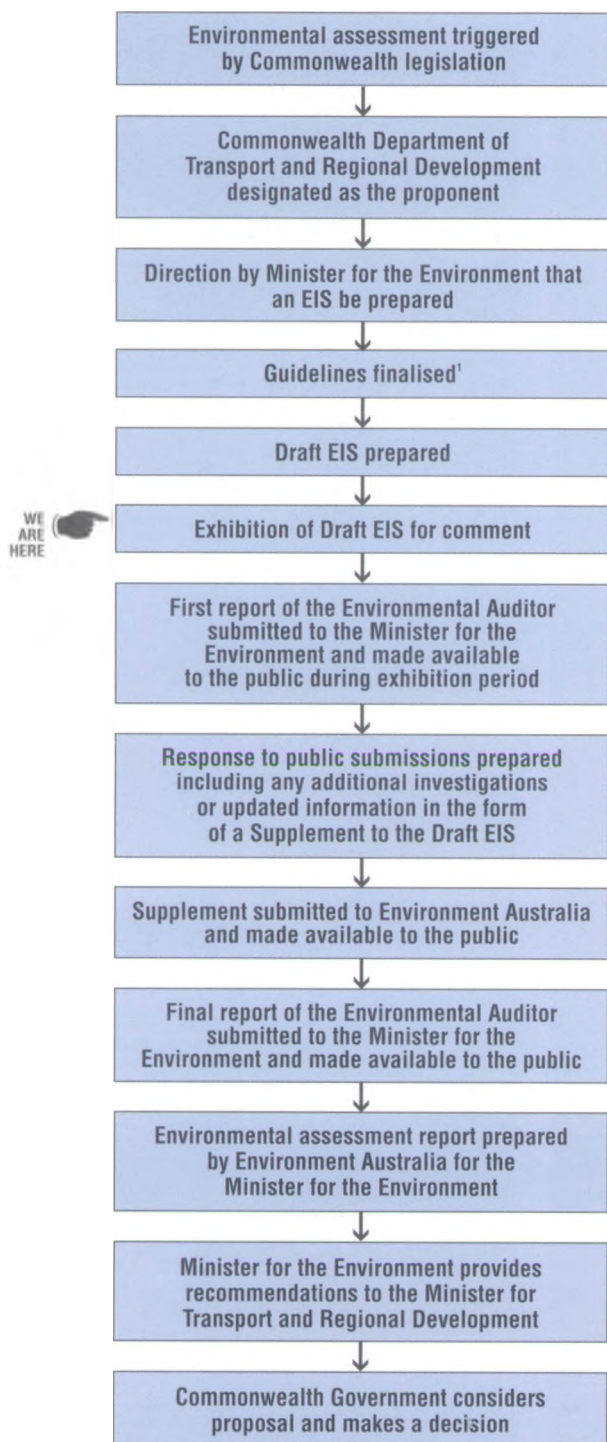 Environmental assessment triggered
by Commonwealth legislation
Commonwealth Department of
Transport and Regional Development
designated as the proponent
Direction by Minister for the Environment that
an EIS be prepared
Guidelines finalised¹
Draft EIS prepared
WE
ARE
HERE
Exhibition of Draft EIS for comment
First report of the Environmental Auditor
submitted to the Minister for the
Environment and made available
to the public during exhibition period
Response to public submissions prepared
including any additional investigations
or updated information in the form
of a Supplement to the Draft EIS
Supplement submitted to Environment Australia
and made available to the public
Final report of the Environmental Auditor
submitted to the Minister for the
Environment and made available to the public
Environmental assessment report prepared
by Environment Australia for the
Minister for the Environment
Minister for the Environment provides
recommendations to the Minister for
Transport and Regional Development
Commonwealth Government considers
proposal and makes a decision